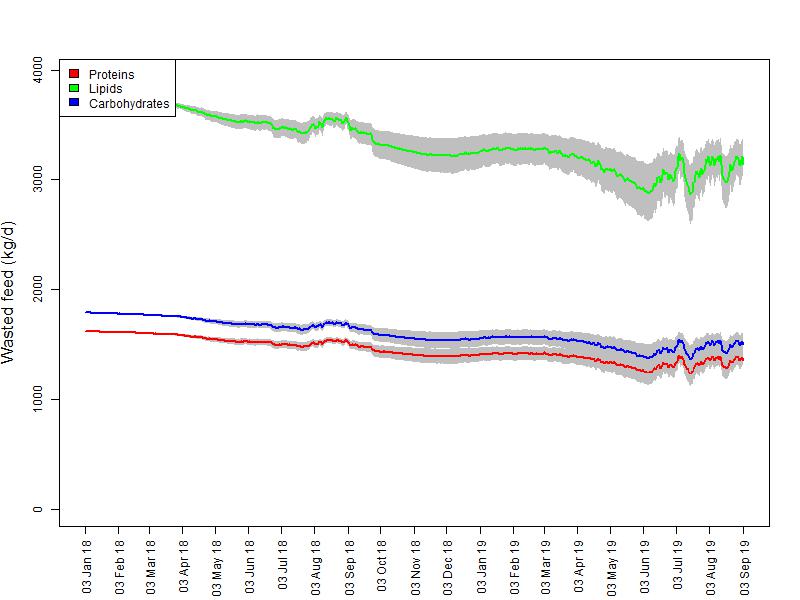 Proteins
Lipids
Carbohydrates
Wasted feed (kg/d)
4000
3000
2000
1000
0
03 Jan 18
03 Feb 18
03 Mar 18
03 Apr 18
03 May 18
03 Jun 18
03 Jul 18
03 Aug 18
03 Sep 18
03 Oct 18
03 Nov 18
03 Dec 18
03 Jan 19
03 Feb 19
03 Mar 19
03 Apr 19
03 May 19
03 Jun 19
03 Jul 19
03 Aug 19
03 Sep 19